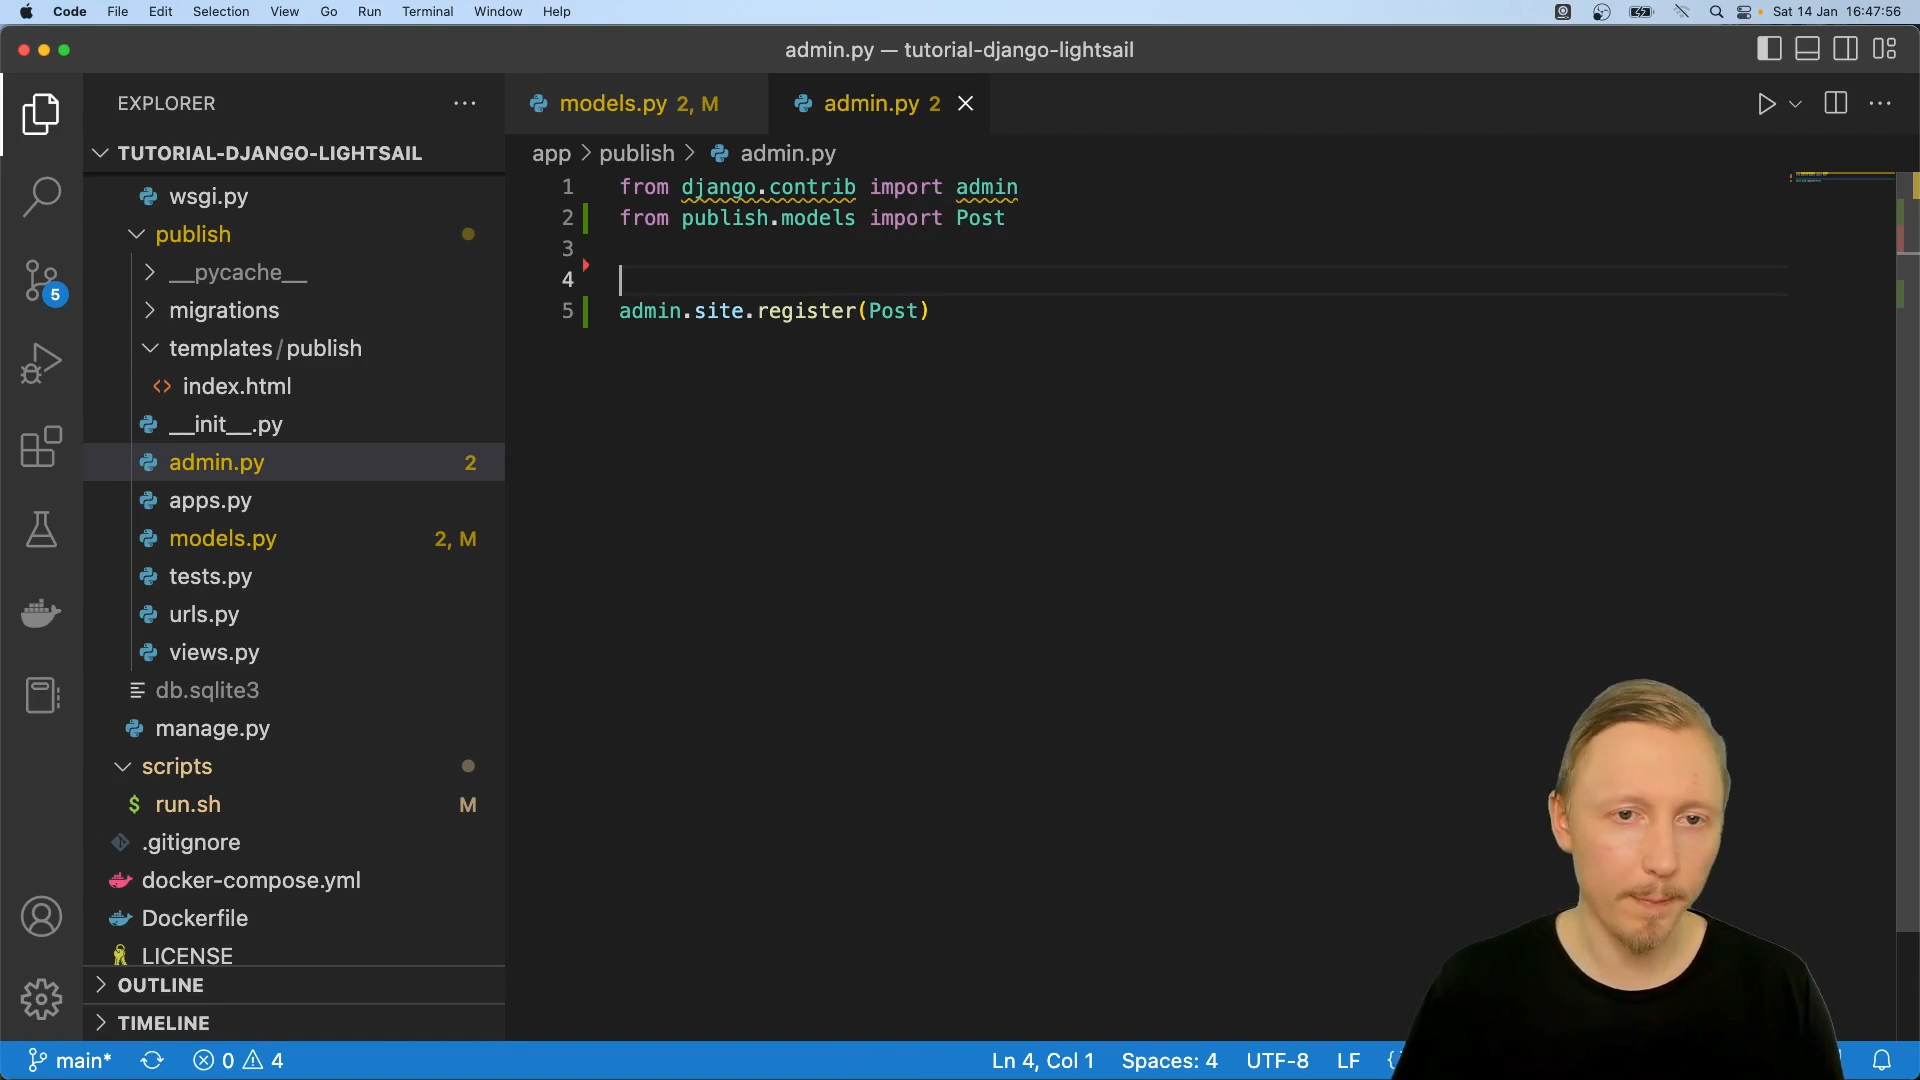 Code File Edit Selection View Go Run Terminal Window Help Sat 14 Jan 16:47:56
admin.py — tutorial-django-lightsail
EXPLORER
models.py 2, M
admin.py 2
TUTORIAL-DJANGO-LIGHTSAIL
app > publish > admin.py
1 from django.contrib import admin
2 from publish.models import Post
3
4
5 admin.site.register(Post)
wsgi.py
publish
__pycache__
migrations
templates/publish
index.html
__init__.py
admin.py 2
apps.py
models.py 2, M
tests.py
urls.py
views.py
db.sqlite3
manage.py
scripts
$ run.sh M
.gitignore
docker-compose.yml
Dockerfile
LICENSE
OUTLINE
TIMELINE
5
main* 0 4 Ln 4, Col 1 Spaces: 4 UTF-8 LF {